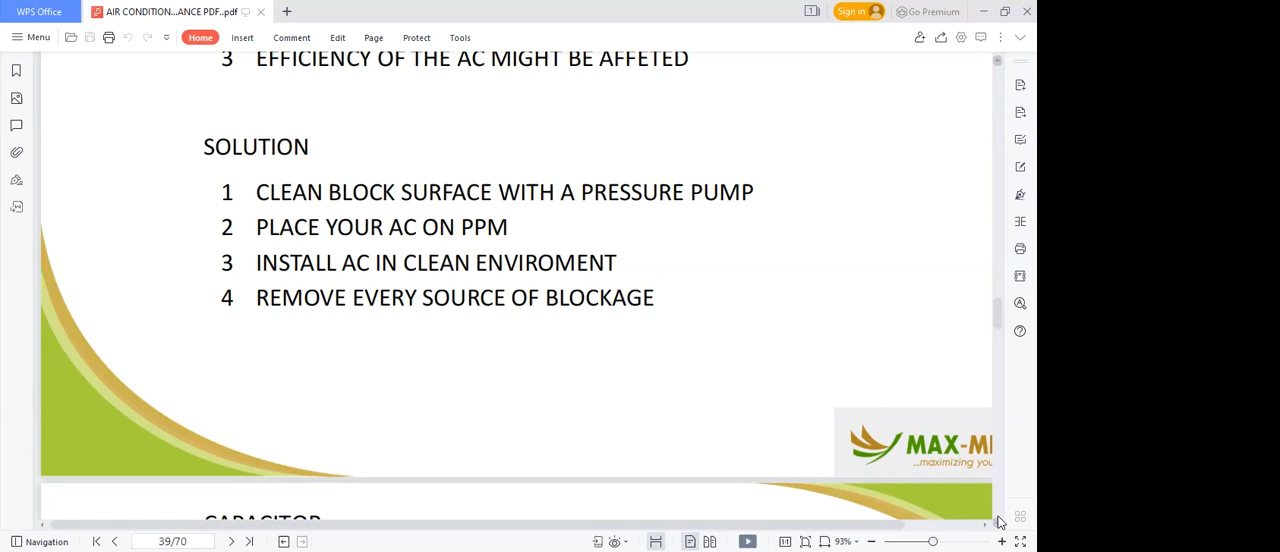 WPS Office
AIR CONDITION...ANCE PDF..pdf
1
Sign in
Go Premium
Menu
Home
Insert
Comment
Edit
Page
Protect
Tools
3 EFFICIENCY OF THE AC MIGHT BE AFFETED
SOLUTION
1 CLEAN BLOCK SURFACE WITH A PRESSURE PUMP
2 PLACE YOUR AC ON PPM
3 INSTALL AC IN CLEAN ENVIROMENT
4 REMOVE EVERY SOURCE OF BLOCKAGE
MAX-MI
...maximizing you
CAPACITOR
Navigation
39/70
93%